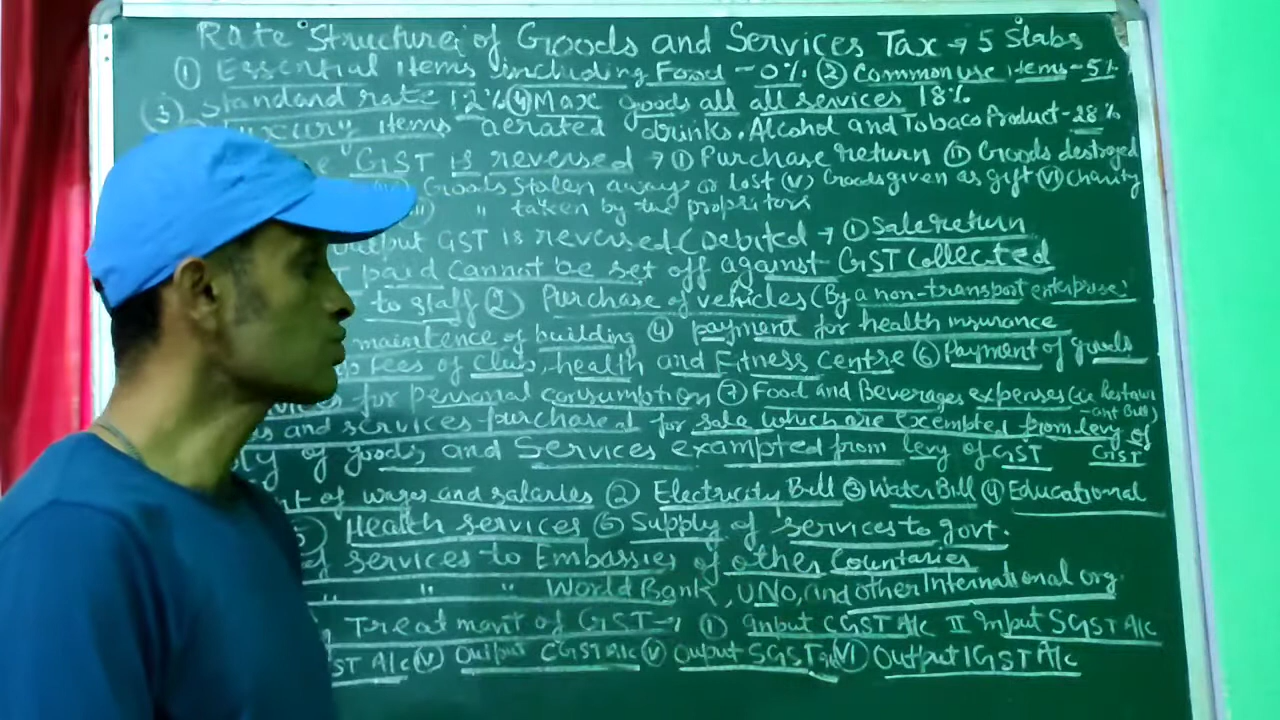 Rate Structure of Goods and Services Tax → 5 Slabs
① Essential items including Food - 0% ② Common use items - 5%
(3) Standard rate 12% ④ Max goods all all services 18%
Luxury items aerated drinks. Alcohol and Tobaco Product - 28%
GST is reversed → ① Purchase return ⑪ Goods destroyed
Goods Stolen away or lost (V) Goods given as gift (VI) charity
" taken by the propritors
output GST is reversed (Debited → ① Sale return
paid cannot be set off against GST Collected
to staff ② Purchase of vehicles (By a non-transport enterprise)
maintence of building ④ payment for health insurance
Fees of Club, health and Fitness Centre ⑥ Payment of goods
for personal consumption ⑦ Food and Beverages expenses (i.e. Restaur
-ant Bill)
and services purchased for sale which are exempted from levy of
GST
of goods and Services exampted from levy of GST
of wages and salaries ② Electricity Bill ③ Water Bill ④ Educational
Health services ⑥ Supply of services to govt.
services to Embassies of other Countaries
" " World Bank, UNO, and other International org.
Treatment of GST → ① Input CGST A/c II Input SGST A/c
ST A/c (V) Output CGST A/c (V) Ouput SGST A/c (VI) Output IGST A/c